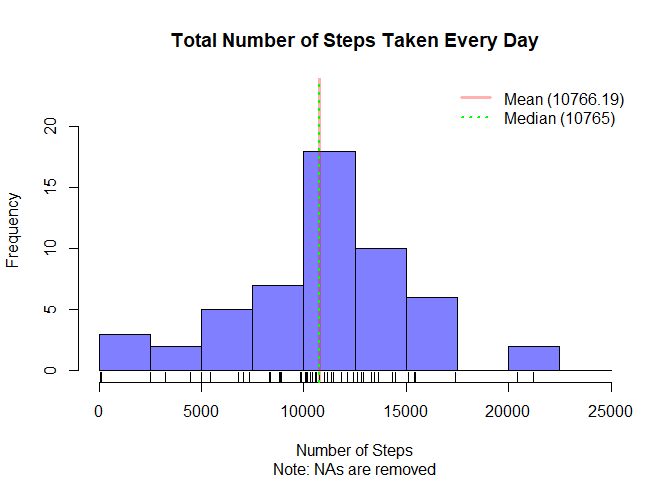 Total Number of Steps Taken Every Day
Mean (10766.19)
Median (10765)
Frequency
20
15
10
5
0
0 5000 10000 15000 20000 25000
Number of Steps
Note: NAs are removed